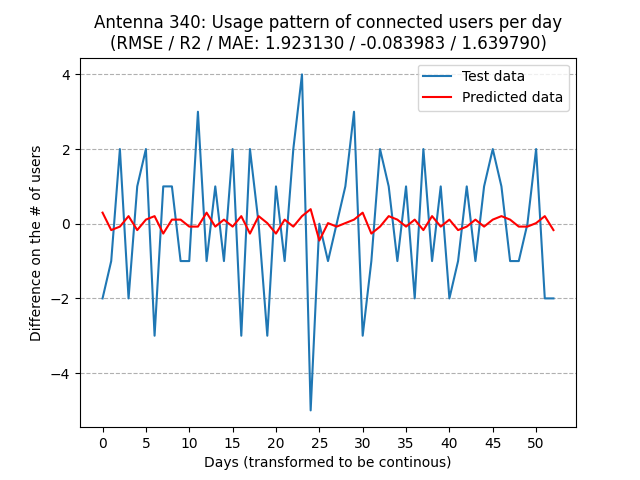 Antenna 340: Usage pattern of connected users per day
(RMSE / R2 / MAE: 1.923130 / -0.083983 / 1.639790)
Test data
Predicted data
Difference on the # of users
4
2
0
−2
−4
0 5 10 15 20 25 30 35 40 45 50
Days (transformed to be continous)